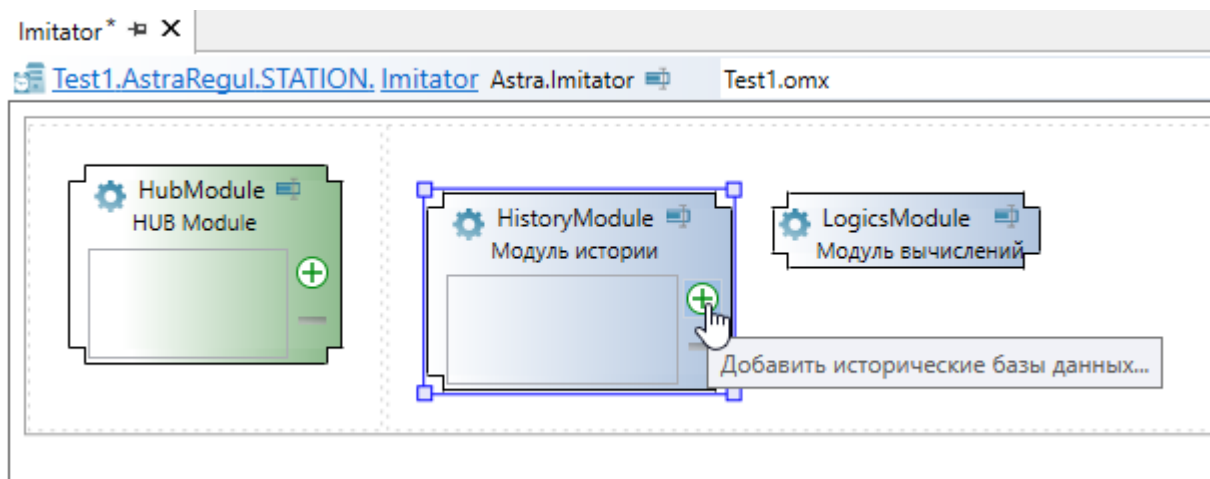 Imitator*
Test1.AstraRegul.STATION. Imitator Astra.Imitator Test1.omx
HubModule
HUB Module
HistoryModule
Модуль истории
LogicsModule
Модуль вычислений
Добавить исторические базы данных...